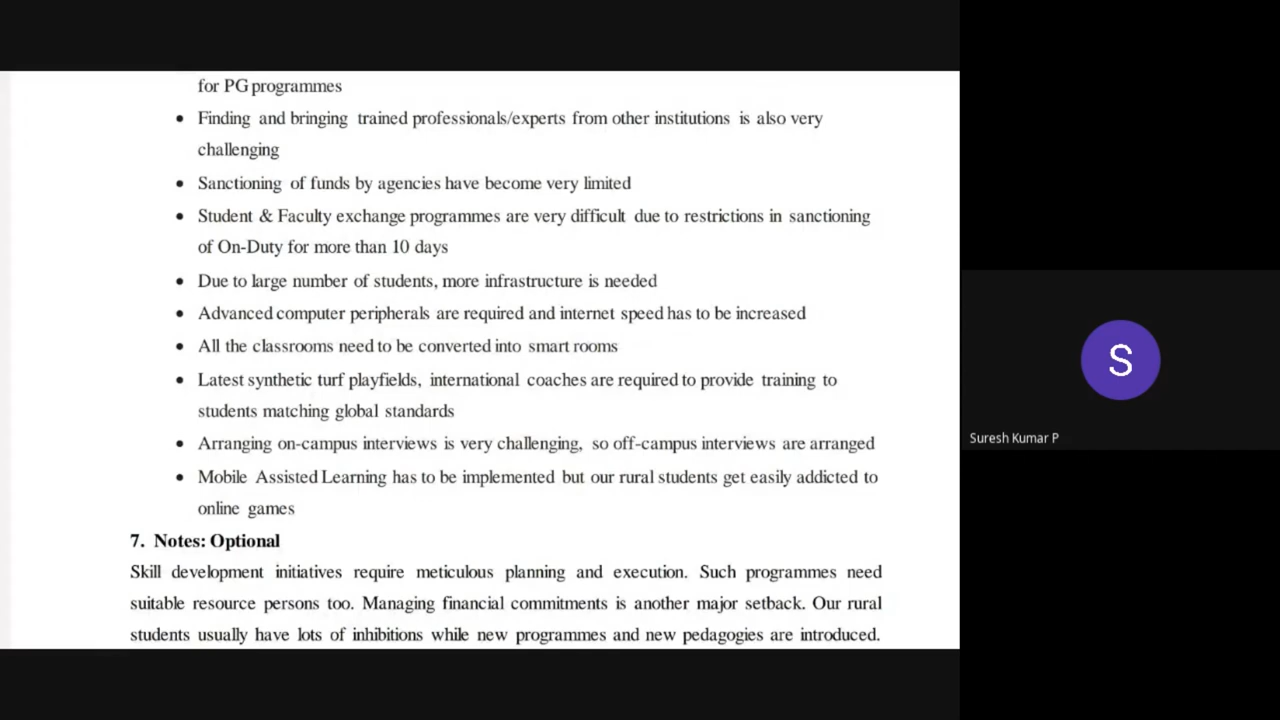 for PG programmes
• Finding and bringing trained professionals/experts from other institutions is also very
challenging
• Sanctioning of funds by agencies have become very limited
• Student & Faculty exchange programmes are very difficult due to restrictions in sanctioning
of On-Duty for more than 10 days
• Due to large number of students, more infrastructure is needed
• Advanced computer peripherals are required and internet speed has to be increased
• All the classrooms need to be converted into smart rooms
• Latest synthetic turf playfields, international coaches are required to provide training to
students matching global standards
• Arranging on-campus interviews is very challenging, so off-campus interviews are arranged
• Mobile Assisted Learning has to be implemented but our rural students get easily addicted to
online games
7. Notes: Optional
Skill development initiatives require meticulous planning and execution. Such programmes need
suitable resource persons too. Managing financial commitments is another major setback. Our rural
students usually have lots of inhibitions while new programmes and new pedagogies are introduced.
S
Suresh Kumar P